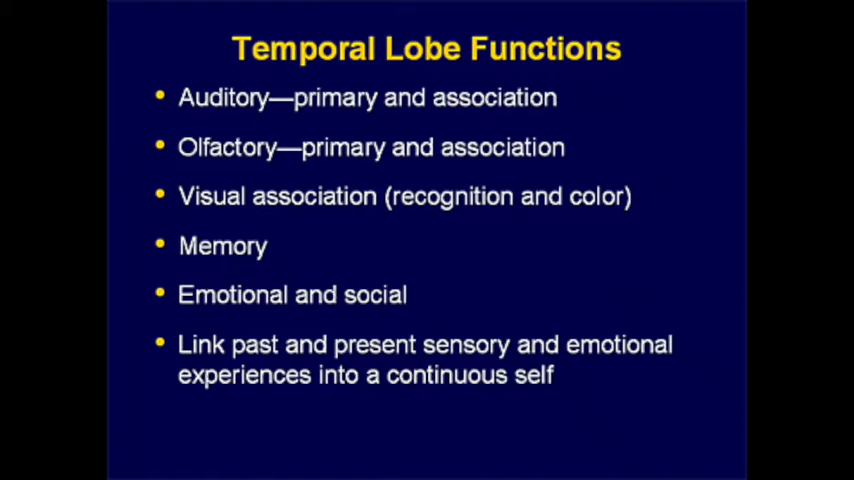 Temporal Lobe Functions
• Auditory—primary and association
• Olfactory—primary and association
• Visual association (recognition and color)
• Memory
• Emotional and social
• Link past and present sensory and emotional
experiences into a continuous self